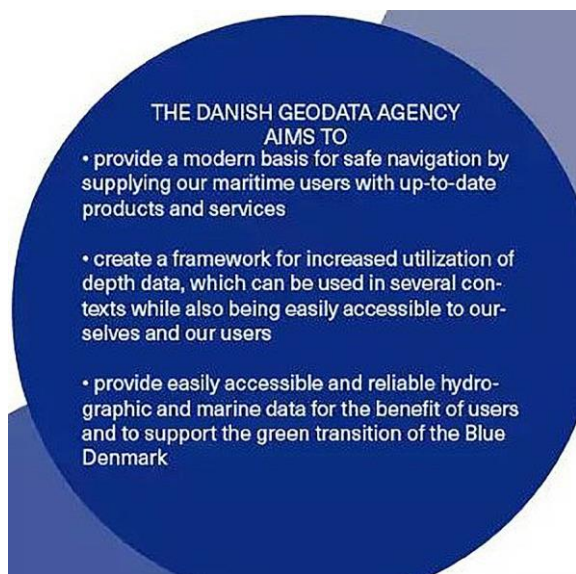 THE DANISH GEODATA AGENCY
AIMS TO
• provide a modern basis for safe navigation by
supplying our maritime users with up-to-date
products and services
• create a framework for increased utilization of
depth data, which can be used in several con-
texts while also being easily accessible to our-
selves and our users
• provide easily accessible and reliable hydro-
graphic and marine data for the benefit of users
and to support the green transition of the Blue
Denmark